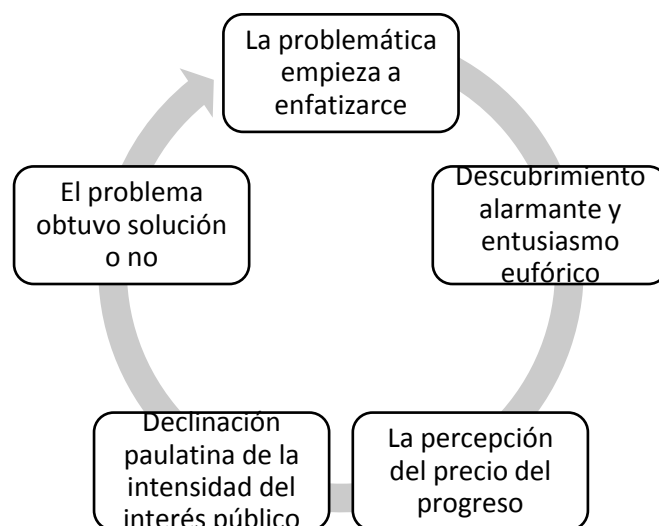 La problemática
empieza a
enfatizarce
Descubrimiento
alarmante y
entusiasmo
eufórico
La percepción
del precio del
progreso
Declinación
paulatina de la
intensidad del
interés público
El problema
obtuvo solución
o no